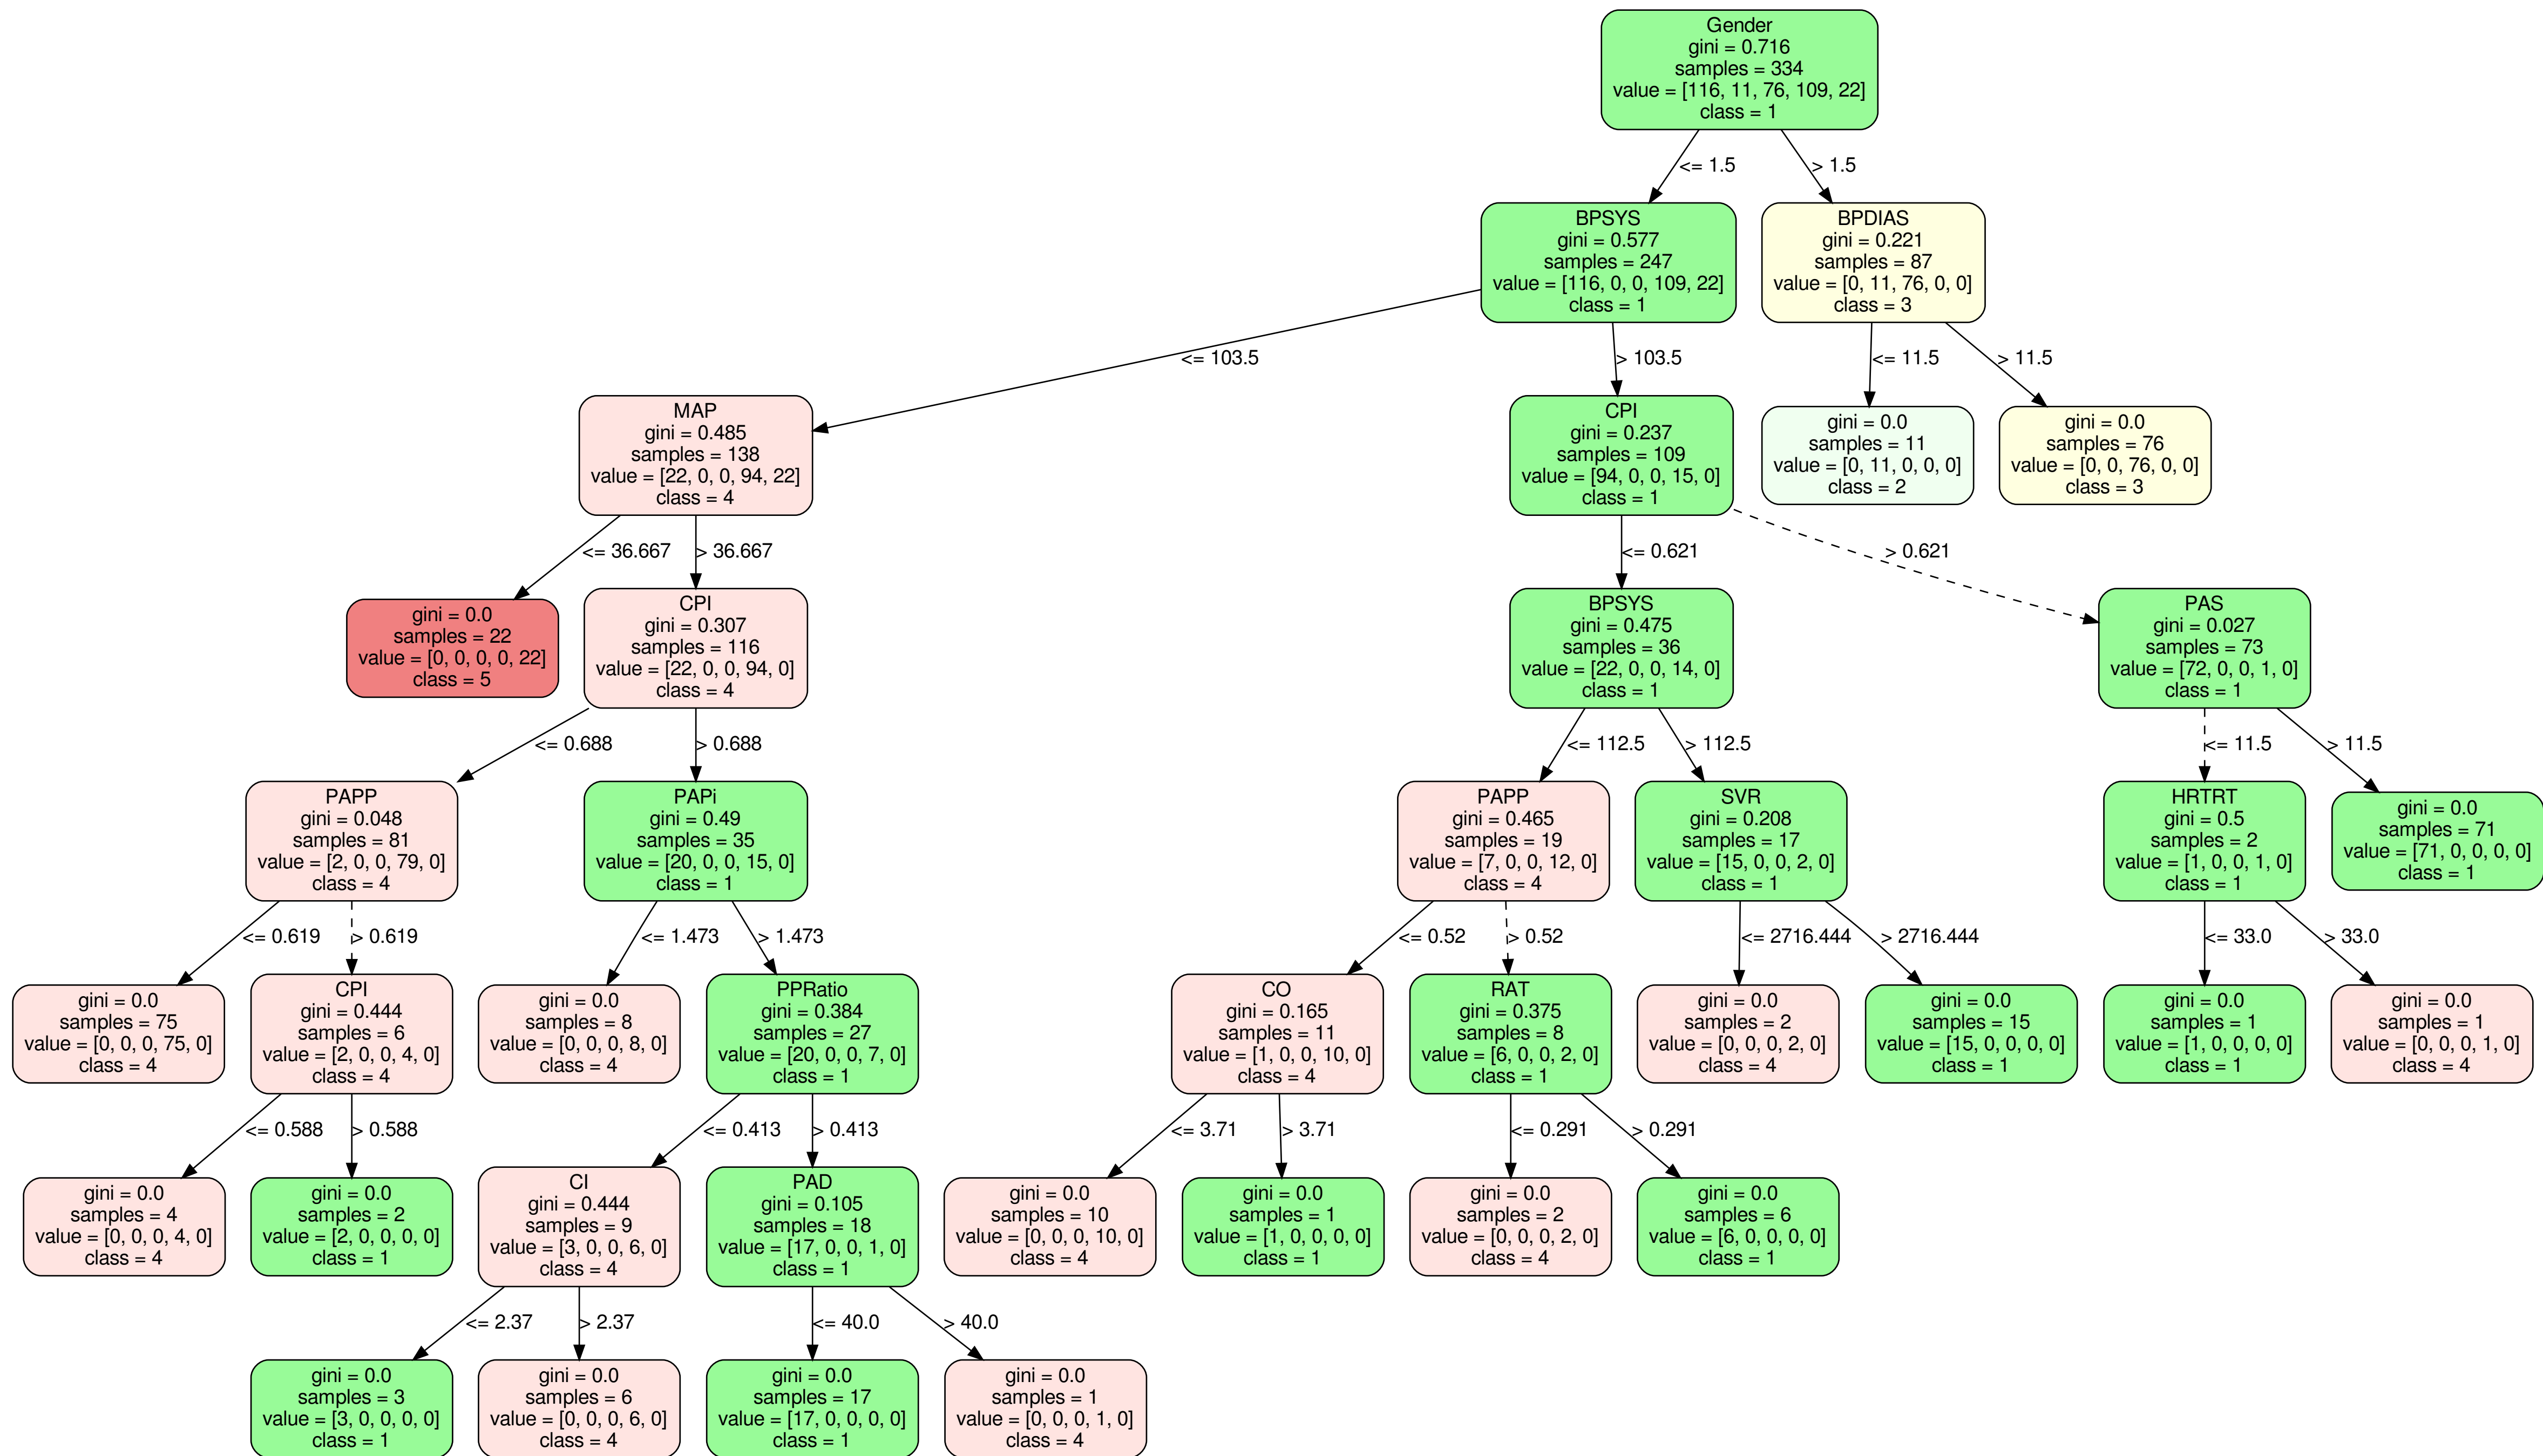 Gender
gini = 0.716
samples = 334
value = [116, 11, 76, 109, 22]
class = 1
<= 1.5
> 1.5
BPSYS
gini = 0.577
samples = 247
value = [116, 0, 0, 109, 22]
class = 1
BPDIAS
gini = 0.221
samples = 87
value = [0, 11, 76, 0, 0]
class = 3
<= 103.5
> 103.5
<= 11.5
> 11.5
MAP
gini = 0.485
samples = 138
value = [22, 0, 0, 94, 22]
class = 4
CPI
gini = 0.237
samples = 109
value = [94, 0, 0, 15, 0]
class = 1
gini = 0.0
samples = 11
value = [0, 11, 0, 0, 0]
class = 2
gini = 0.0
samples = 76
value = [0, 0, 76, 0, 0]
class = 3
<= 36.667
> 36.667
<= 0.621
> 0.621
gini = 0.0
samples = 22
value = [0, 0, 0, 0, 22]
class = 5
CPI
gini = 0.307
samples = 116
value = [22, 0, 0, 94, 0]
class = 4
BPSYS
gini = 0.475
samples = 36
value = [22, 0, 0, 14, 0]
class = 1
PAS
gini = 0.027
samples = 73
value = [72, 0, 0, 1, 0]
class = 1
<= 0.688
> 0.688
<= 112.5
> 112.5
<= 11.5
> 11.5
PAPP
gini = 0.048
samples = 81
value = [2, 0, 0, 79, 0]
class = 4
PAPi
gini = 0.49
samples = 35
value = [20, 0, 0, 15, 0]
class = 1
PAPP
gini = 0.465
samples = 19
value = [7, 0, 0, 12, 0]
class = 4
SVR
gini = 0.208
samples = 17
value = [15, 0, 0, 2, 0]
class = 1
HRTRT
gini = 0.5
samples = 2
value = [1, 0, 0, 1, 0]
class = 1
gini = 0.0
samples = 71
value = [71, 0, 0, 0, 0]
class = 1
<= 0.619
> 0.619
<= 1.473
> 1.473
<= 0.52
> 0.52
<= 2716.444
> 2716.444
<= 33.0
> 33.0
gini = 0.0
samples = 75
value = [0, 0, 0, 75, 0]
class = 4
CPI
gini = 0.444
samples = 6
value = [2, 0, 0, 4, 0]
class = 4
gini = 0.0
samples = 8
value = [0, 0, 0, 8, 0]
class = 4
PPRatio
gini = 0.384
samples = 27
value = [20, 0, 0, 7, 0]
class = 1
CO
gini = 0.165
samples = 11
value = [1, 0, 0, 10, 0]
class = 4
RAT
gini = 0.375
samples = 8
value = [6, 0, 0, 2, 0]
class = 1
gini = 0.0
samples = 2
value = [0, 0, 0, 2, 0]
class = 4
gini = 0.0
samples = 15
value = [15, 0, 0, 0, 0]
class = 1
gini = 0.0
samples = 1
value = [1, 0, 0, 0, 0]
class = 1
gini = 0.0
samples = 1
value = [0, 0, 0, 1, 0]
class = 4
<= 0.588
> 0.588
<= 0.413
> 0.413
<= 3.71
> 3.71
<= 0.291
> 0.291
gini = 0.0
samples = 4
value = [0, 0, 0, 4, 0]
class = 4
gini = 0.0
samples = 2
value = [2, 0, 0, 0, 0]
class = 1
CI
gini = 0.444
samples = 9
value = [3, 0, 0, 6, 0]
class = 4
PAD
gini = 0.105
samples = 18
value = [17, 0, 0, 1, 0]
class = 1
gini = 0.0
samples = 10
value = [0, 0, 0, 10, 0]
class = 4
gini = 0.0
samples = 1
value = [1, 0, 0, 0, 0]
class = 1
gini = 0.0
samples = 2
value = [0, 0, 0, 2, 0]
class = 4
gini = 0.0
samples = 6
value = [6, 0, 0, 0, 0]
class = 1
<= 2.37
> 2.37
<= 40.0
> 40.0
gini = 0.0
samples = 3
value = [3, 0, 0, 0, 0]
class = 1
gini = 0.0
samples = 6
value = [0, 0, 0, 6, 0]
class = 4
gini = 0.0
samples = 17
value = [17, 0, 0, 0, 0]
class = 1
gini = 0.0
samples = 1
value = [0, 0, 0, 1, 0]
class = 4